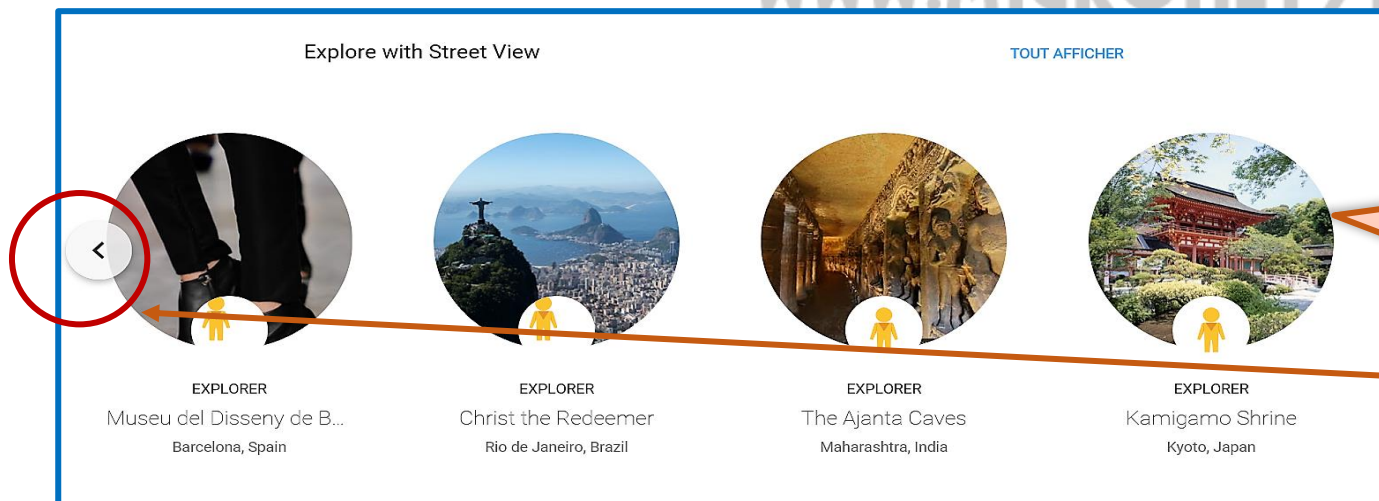 Explore with Street View
TOUT AFFICHER
EXPLORER
Museu del Disseny de B...
Barcelona, Spain
EXPLORER
Christ the Redeemer
Rio de Janeiro, Brazil
EXPLORER
The Ajanta Caves
Maharashtra, India
EXPLORER
Kamigamo Shrine
Kyoto, Japan